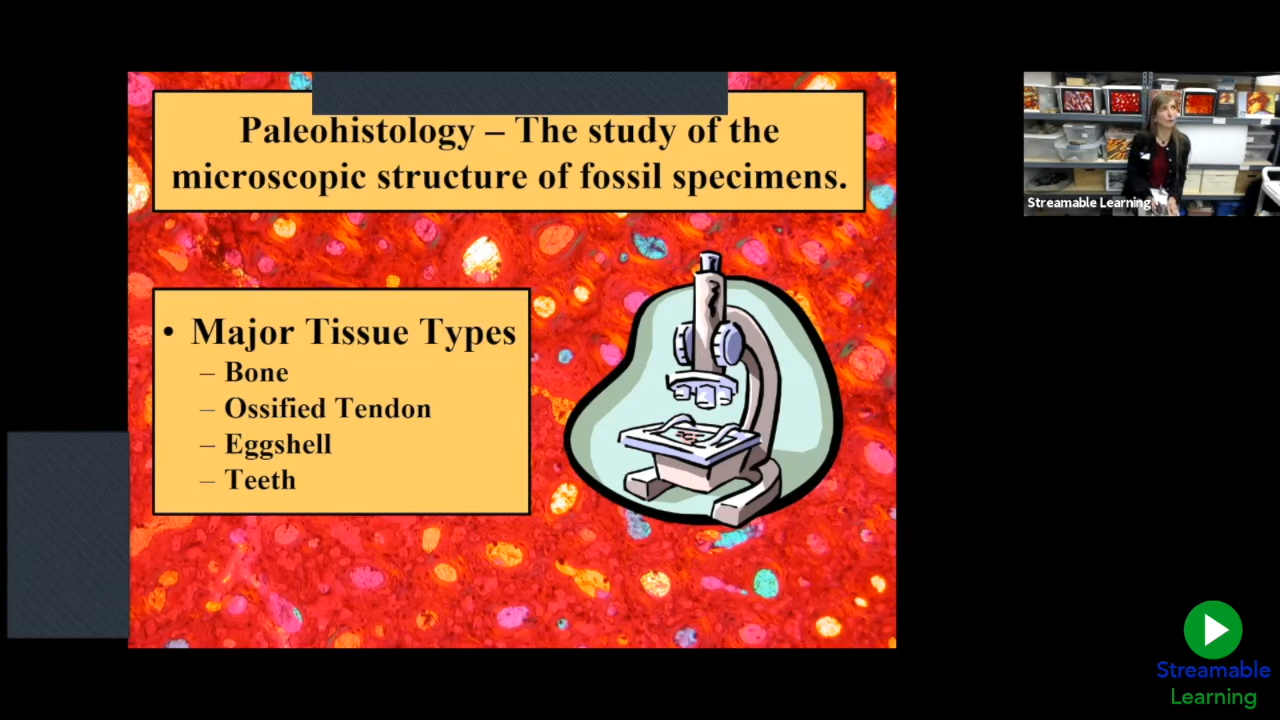 Paleohistology – The study of the
microscopic structure of fossil specimens.
• Major Tissue Types
– Bone
– Ossified Tendon
– Eggshell
– Teeth
Streamable Learning
Streamable
Learning